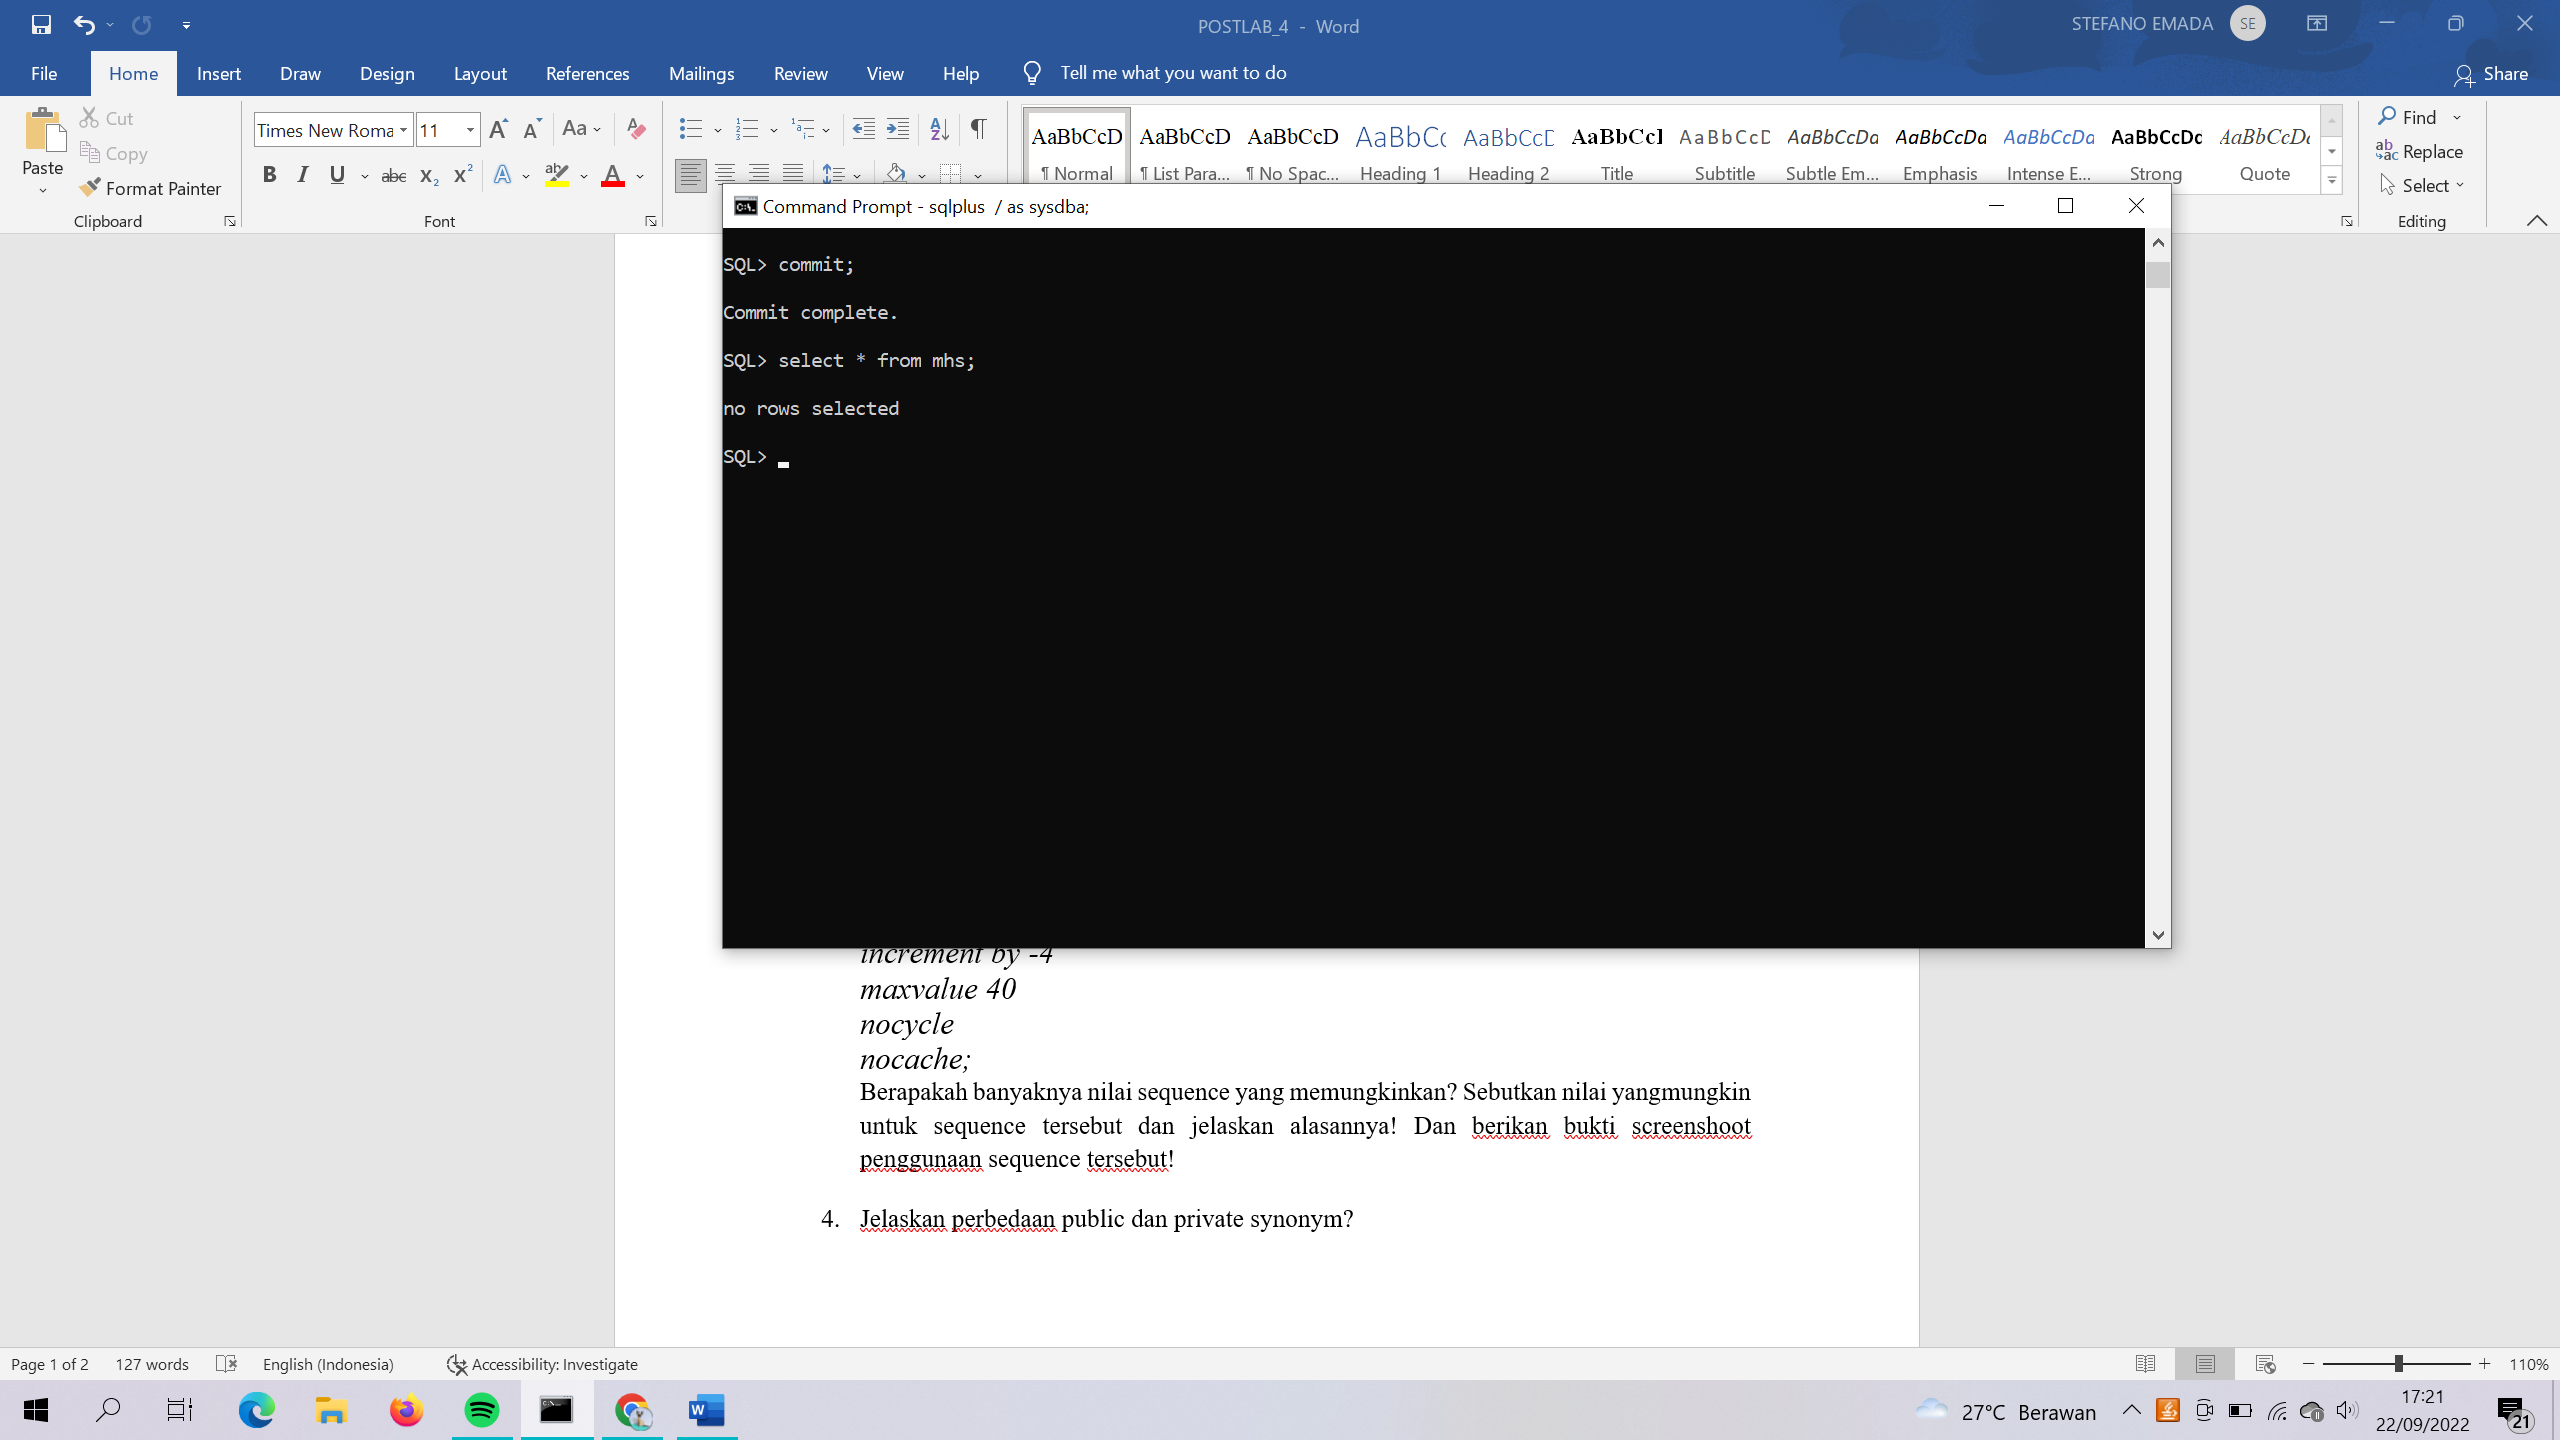 POSTLAB_4 - Word
STEFANO EMADA SE
File Home Insert Draw Design Layout References Mailings Review View Help Tell me what you want to do Share
Paste
Cut
Copy
Format Painter
Clipboard
Times New Roma 11
Font
AaBbCcD AaBbCcD AaBbCcD AaBbCc AaBbCcD AaBbCcD AaBbCcD AaBbCcDa AaBbCcDa AaBbCcDa AaBbCcDc AaBbCcDc
¶ Normal ¶ List Para... ¶ No Spac... Heading 1 Heading 2 Title Subtitle Subtle Em... Emphasis Intense E... Strong Quote
Find
Replace
Select
Editing
Command Prompt - sqlplus / as sysdba;
SQL> commit;
Commit complete.
SQL> select * from mhs;
no rows selected
SQL>
increment by -4
maxvalue 40
nocycle
nocache;
Berapakah banyaknya nilai sequence yang memungkinkan? Sebutkan nilai yangmungkin
untuk sequence tersebut dan jelaskan alasannya! Dan berikan bukti screenshoot
penggunaan sequence tersebut!
4. Jelaskan perbedaan public dan private synonym?
Page 1 of 2 127 words English (Indonesia) Accessibility: Investigate 110%
27°C Berawan
17:21
22/09/2022
21